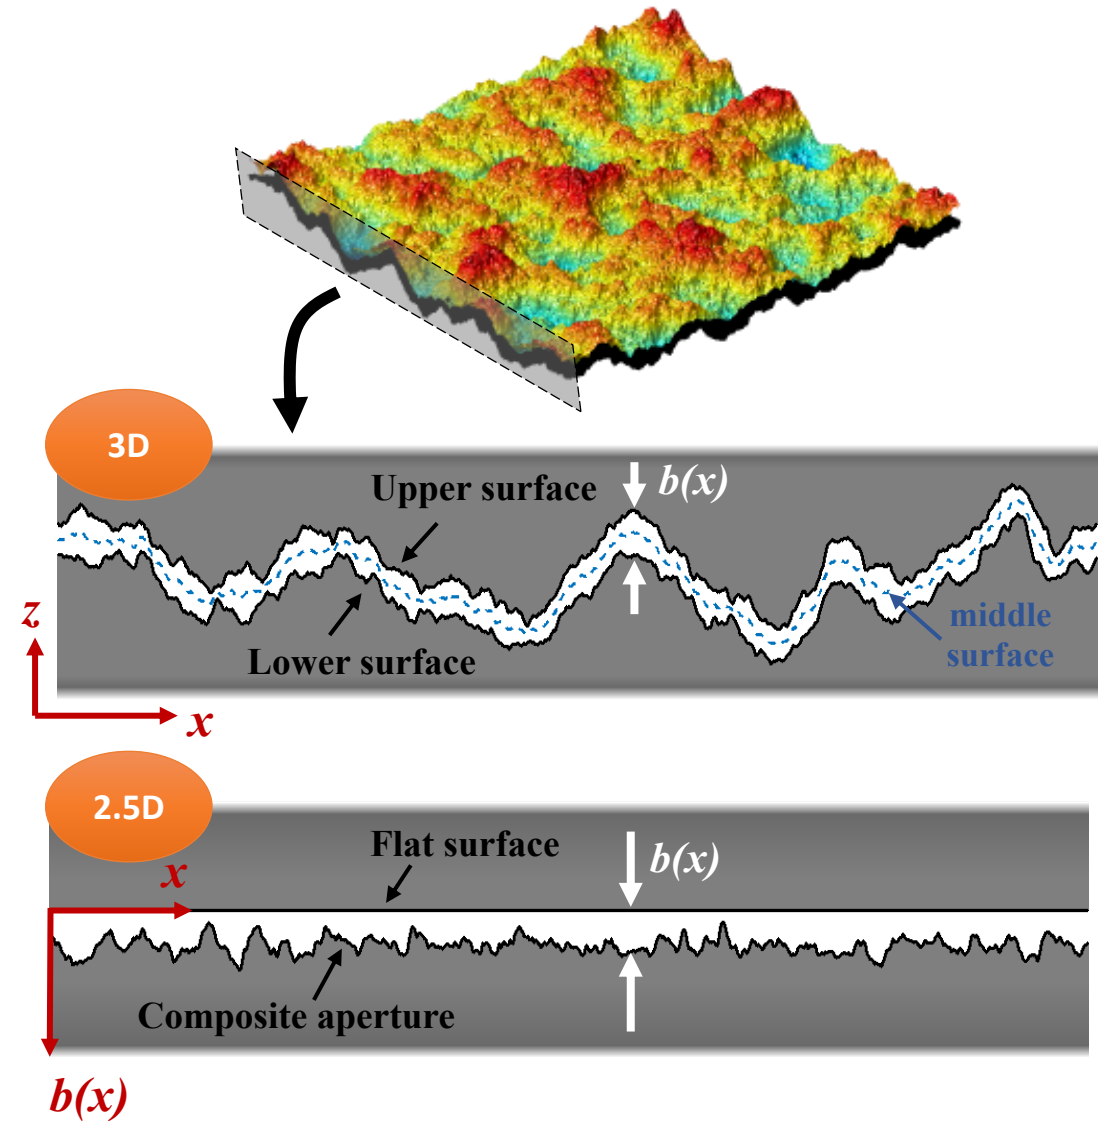 3D
Upper surface
b(x)
Lower surface
middle
surface
z
x
2.5D
Flat surface
b(x)
x
Composite aperture
b(x)